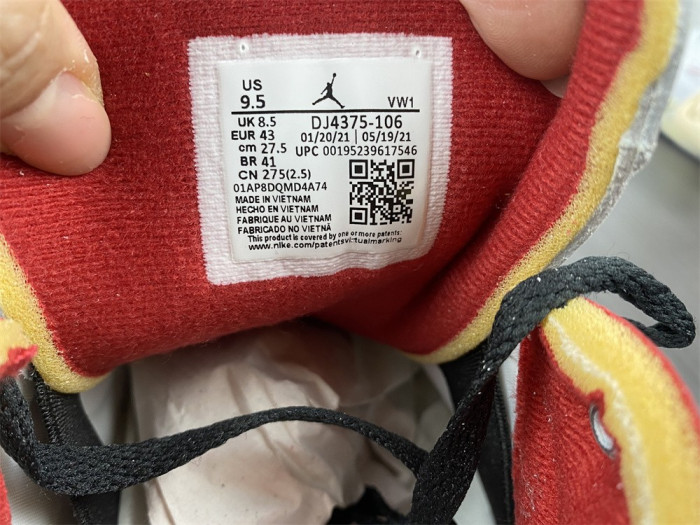 US
9.5
VW1
UK 8.5 DJ4375-106
EUR 43 01/20/21 05/19/21
cm 27.5 UPC 00195239617546
BR 41
CN 275(2.5)
01AP8DQMD4A74
MADE IN VIETNAM
HECHO EN VIETNAM
FABRIQUE AU VIETNAM
FABRICADO NO VIETNÃ
This product is covered by one or more patents:
www.nike.com/patentsvirtualmarking